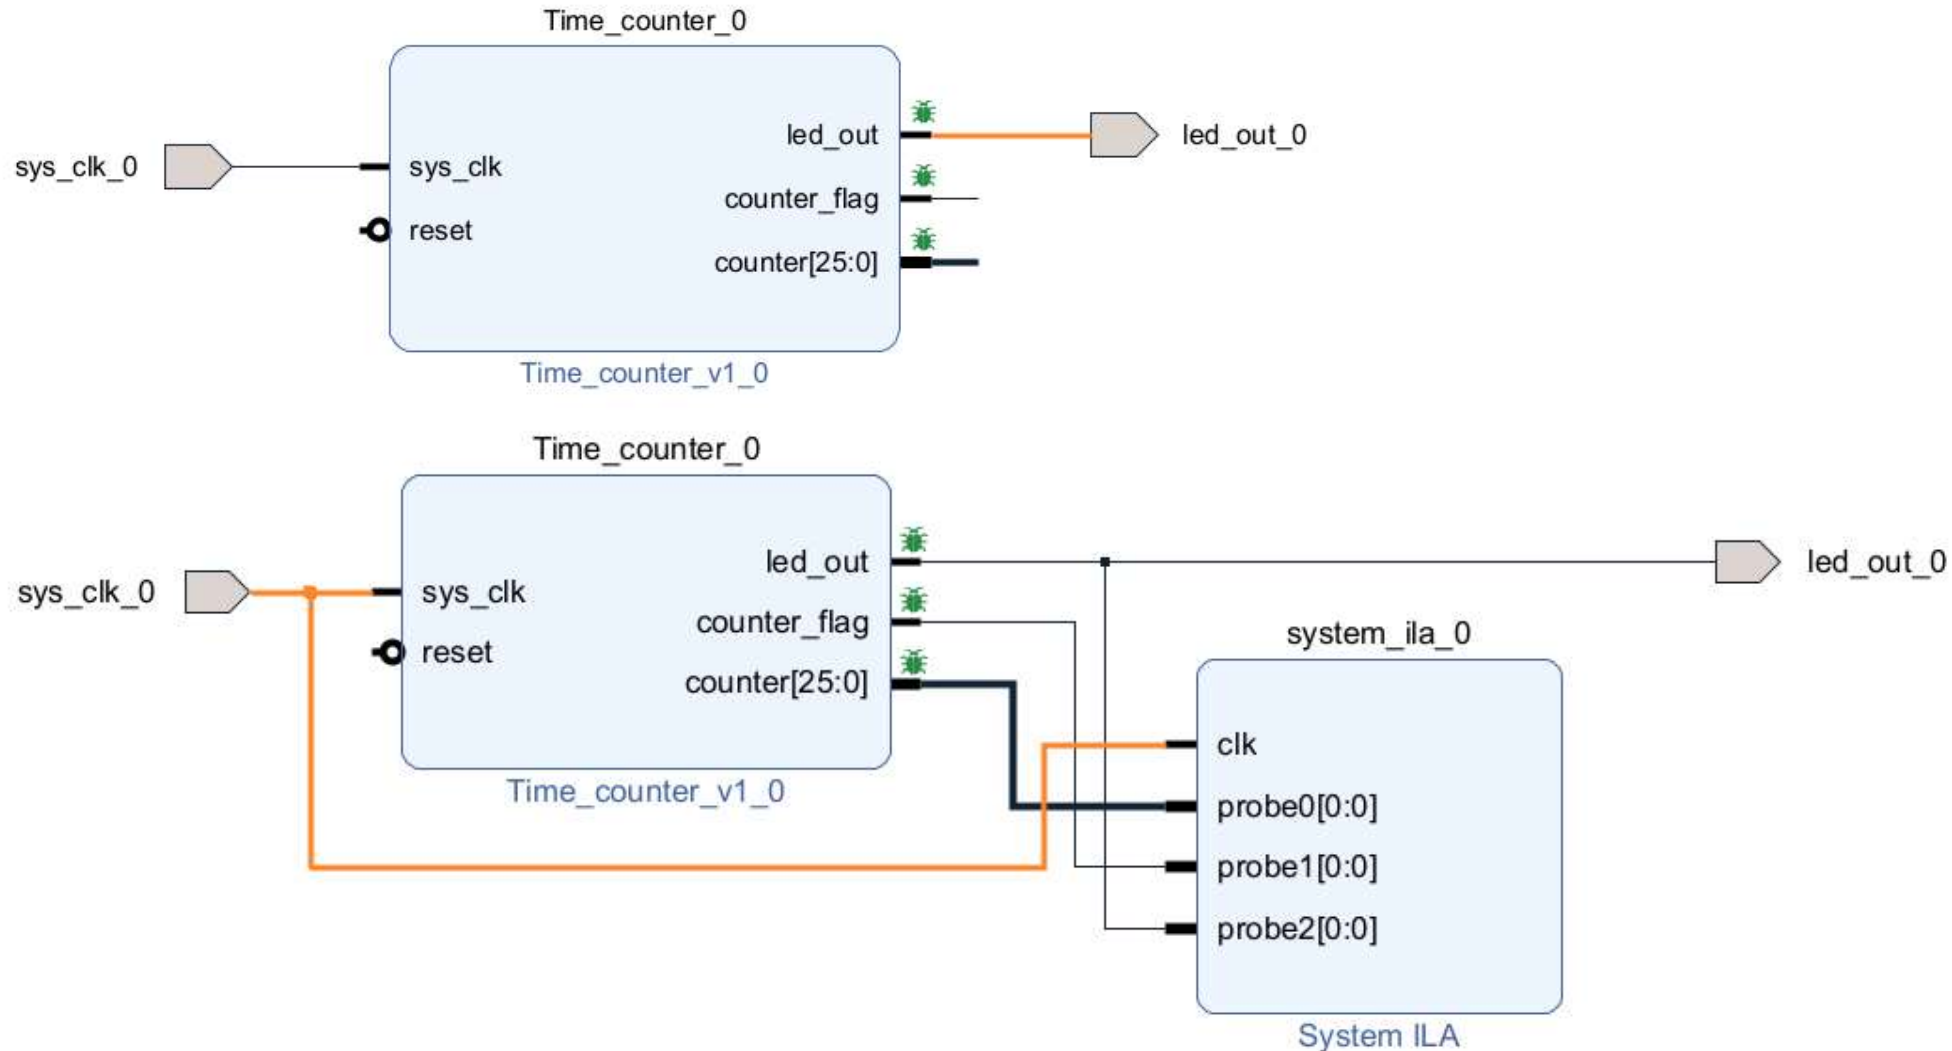 Time_counter_0
led_out
led_out_0
sys_clk_0
sys_clk
counter_flag
reset
counter[25:0]
Time_counter_v1_0
Time_counter_0
led_out
led_out_0
sys_clk_0
sys_clk
counter_flag
system_ila_0
reset
counter[25:0]
clk
Time_counter_v1_0
probe0[0:0]
probe1[0:0]
probe2[0:0]
System ILA